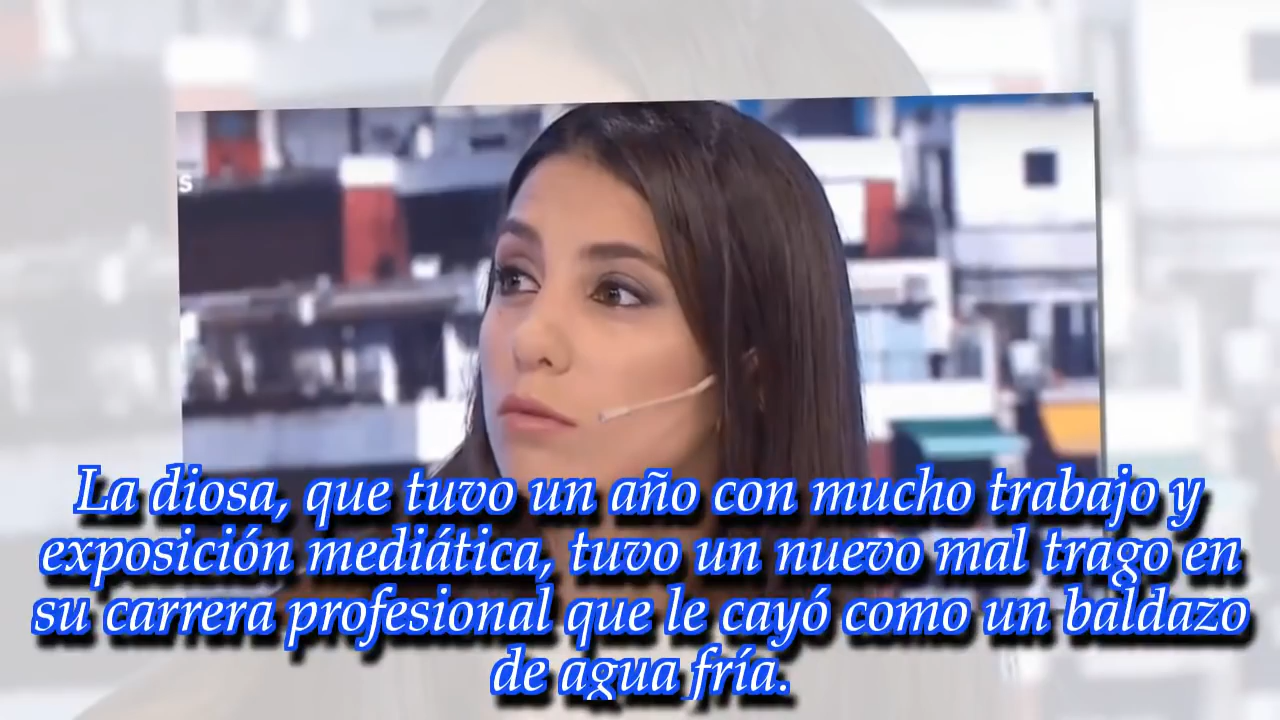 S
La diosa, que tuvo un año con mucho trabajo y
exposición mediática, tuvo un nuevo mal trago en
su carrera profesional que le cayó como un baldazo
de agua fría.